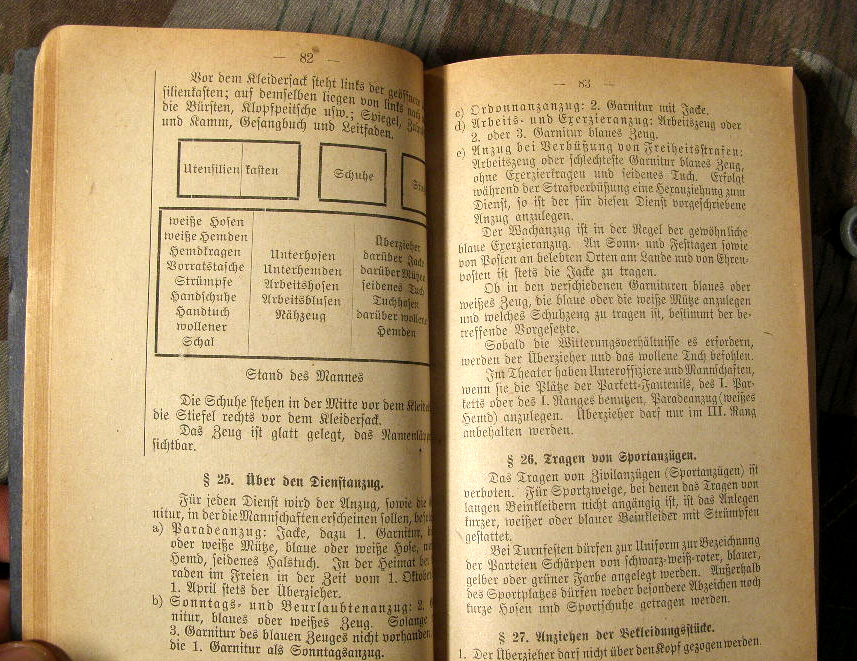 — 82 —
Vor dem Kleidersack steht links der geöffnete
silienkasten; auf demselben liegen von links nach
die Bürsten, Klopfpeitsche usw.; Spiegel,
und Kamm, Gesangbuch und Leitfaden.
Utensilien kasten
Schuhe
weiße Hosen
weiße Hemden
Hemdkragen
Vorratstasche
Strümpfe
Handschuhe
Handtuch
wollener
Schal
Unterhosen
Unterhemden
Arbeitshosen
Arbeitsblusen
Nähzeug
Überzieher
darüber Jacke
darüber Mütze
seidenes Tuch
Tuchhosen
darüber wollene
Hemden
Stand des Mannes
Die Schuhe stehen in der Mitte vor dem Kleider
die Stiefel rechts vor dem Kleidersack.
Das Zeug ist glatt gelegt, das Namenlä
sichtbar.
§ 25. Über den Dienstanzug.
Für jeden Dienst wird der Anzug, sowie die
nitur, in der die Mannschaften erscheinen sollen,
a) Paradeanzug: Jacke, dazu 1. Garnitur,
oder weiße Mütze, blaue oder weiße Hose,
Hemd, seidenes Halstuch. In der Heimat bei
raden im Freien in der Zeit vom 1. Oktober
1. April stets der Überzieher.
b) Sonntags- und Beurlaubtenanzug: 2.
nitur, blaues oder weißes Zeug. Solange
3. Garnitur des blauen Zeuges nicht vorhanden
die 1. Garnitur als Sonntagsanzug.
— 83 —
c) Ordonnanzanzug: 2. Garnitur mit Jacke.
d) Arbeits- und Exerzieranzug: Arbeitszeug oder
2. oder 3. Garnitur blaues Zeug.
e) Anzug bei Verbüßung von Freiheitsstrafen:
Arbeitszeug oder schlechteste Garnitur blaues Zeug,
ohne Exerzierkragen und seidenes Tuch. Erfolgt
während der Strafverbüßung eine Heranziehung zum
Dienst, so ist der für diesen Dienst vorgeschriebene
Anzug anzulegen.
Der Wachanzug ist in der Regel der gewöhnliche
blaue Exerzieranzug. An Sonn- und Festtagen sowie
von Posten an belebten Orten am Lande und von Ehren-
posten ist stets die Jacke zu tragen.
Ob in den verschiedenen Garnituren blaues oder
weißes Zeug, die blaue oder die weiße Mütze anzulegen
und welches Schuhzeug zu tragen ist, bestimmt der be-
treffende Vorgesetzte.
Sobald die Witterungsverhältnisse es erfordern,
werden der Überzieher und das wollene Tuch befohlen.
Im Theater haben Unteroffiziere und Mannschaften,
wenn sie die Plätze der Parkett-Fauteuils, des I. Par-
ketts oder des I. Ranges benutzen, Paradeanzug (weißes
Hemd) anzulegen. Überzieher darf nur im III. Rang
anbehalten werden.
§ 26. Tragen von Sportanzügen.
Das Tragen von Zivilanzügen (Sportanzügen) ist
verboten. Für Sportzweige, bei denen das Tragen von
langen Beinkleidern nicht angängig ist, ist das Anlegen
kurzer, weißer oder blauer Beinkleider mit Strümpfen
gestattet.
Bei Turnfesten dürfen zur Uniform zur Bezeichnung
der Parteien Schärpen von schwarz-weiß-roter, blauer,
gelber oder grüner Farbe angelegt werden. Außerhalb
des Sportplatzes dürfen weder besondere Abzeichen noch
kurze Hosen und Sportschuhe getragen werden.
§ 27. Anziehen der Bekleidungsstücke.
1. Der Überzieher darf nicht über den Kopf gezogen werden.